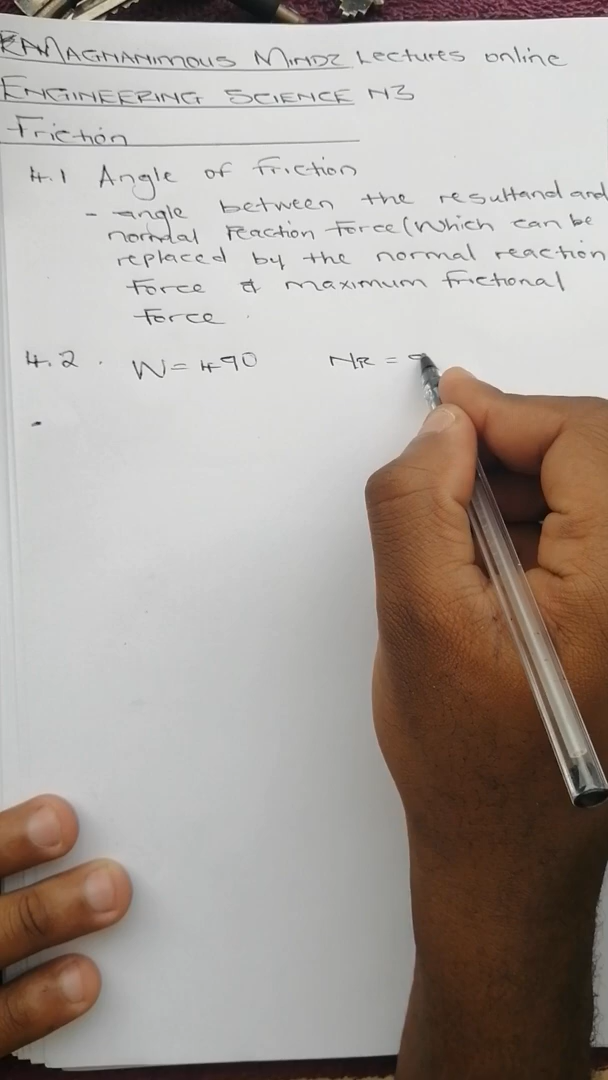 RAMAGNANIMOUS MINDZ Lectures online
ENGINEERING SCIENCE N3
Friction
4.1 Angle of friction
- angle between the resultand and
normal reaction force (Which can be
replaced by the normal reaction
force & maximum frictional
force.
4.2. W = 490 NR =